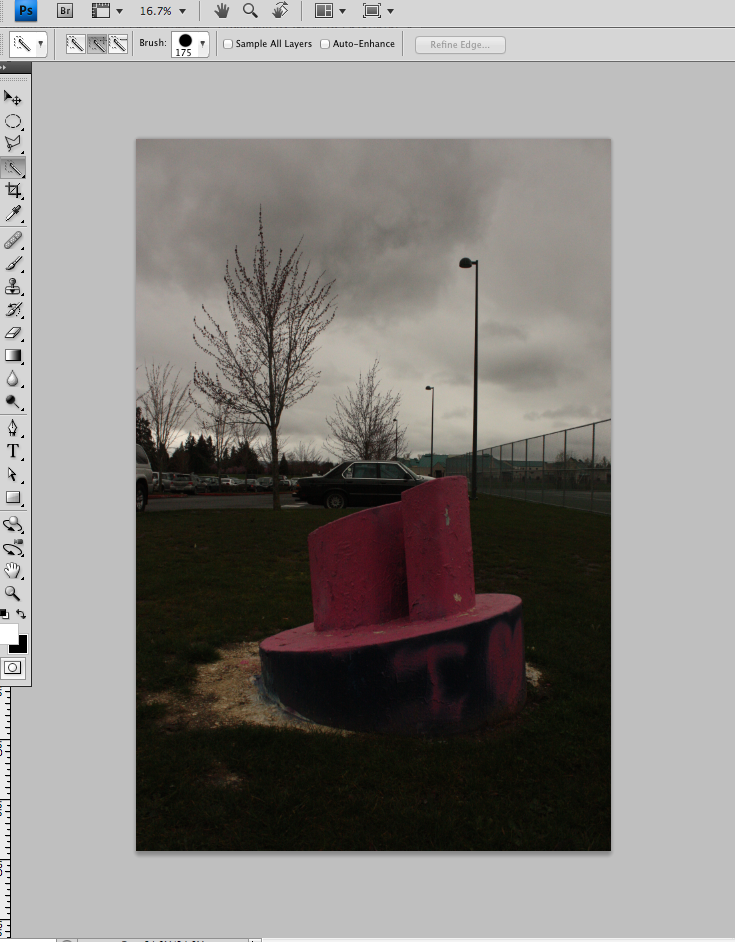 Ps Br 16.7%
Brush: 175 Sample All Layers Auto-Enhance Refine Edge...
T
I